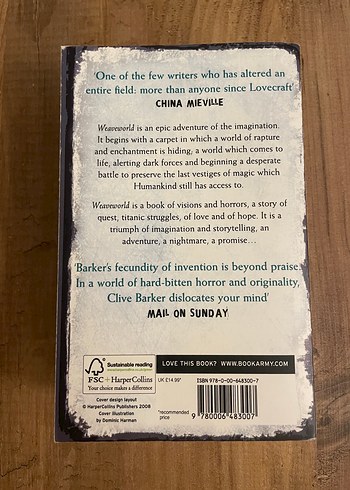 'One of the few writers who has altered an
entire field: more than anyone since Lovecraft'
CHINA MIEVILLE
Weaveworld is an epic adventure of the imagination.
It begins with a carpet in which a world of rapture
and enchantment is hiding; a world which comes to
life, alerting dark forces and beginning a desperate
battle to preserve the last vestiges of magic which
Humankind still has access to.
Weaveworld is a book of visions and horrors, a story of
quest, titanic struggles, of love and of hope. It is a
triumph of imagination and storytelling, an
adventure, a nightmare, a promise...
'Barker's fecundity of invention is beyond praise.
In a world of hard-bitten horror and originality,
Clive Barker dislocates your mind'
MAIL ON SUNDAY
Sustainable reading
FSC + HarperCollins
Your choice makes a difference
LOVE THIS BOOK? WWW.BOOKARMY.COM
UK £14.99*
ISBN 978-0-00-648300-7
Cover design layout
© HarperCollins Publishers 2008
Cover illustration
by Dominic Harman
*recommended
price
9 780006 483007